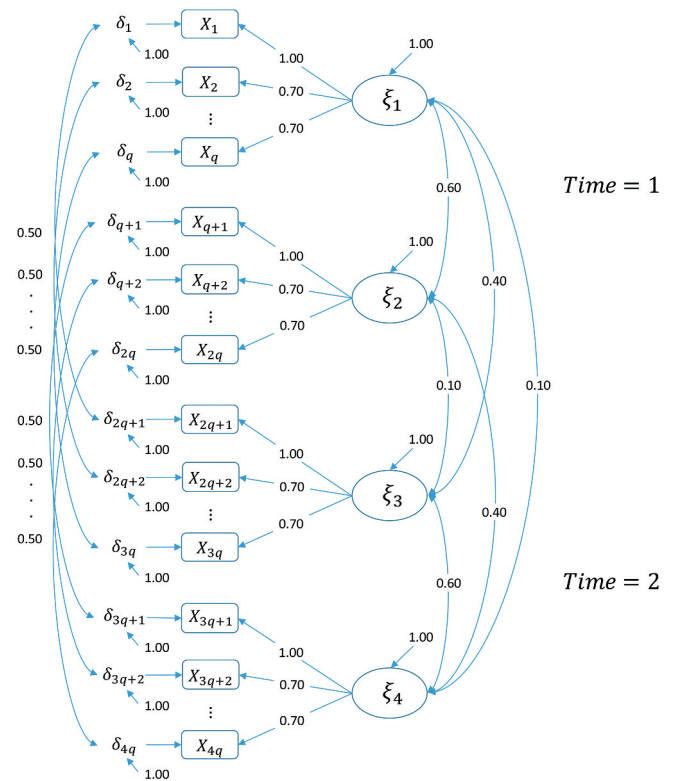 δ₁ X₁
1.00 1.00 1.00
δ₂ X₂ 0.70 ξ₁
1.00
⋮ 0.70
δq Xq
1.00 0.60 Time = 1
0.50 δq+1 Xq+1
1.00 1.00 1.00
0.50 δq+2 Xq+2 0.70 ξ₂ 0.40
. 1.00
. ⋮ 0.70
.
0.50 δ2q X2q
1.00 0.10 0.10
0.50 δ2q+1 X2q+1
1.00 1.00 1.00
0.50 δ2q+2 X2q+2 0.70 ξ₃ 0.40
. 1.00
. ⋮ 0.70
.
0.50 δ3q X3q
1.00 0.60 Time = 2
δ3q+1 X3q+1
1.00 1.00 1.00
δ3q+2 X3q+2 0.70 ξ₄
1.00
⋮ 0.70
δ4q X4q
1.00